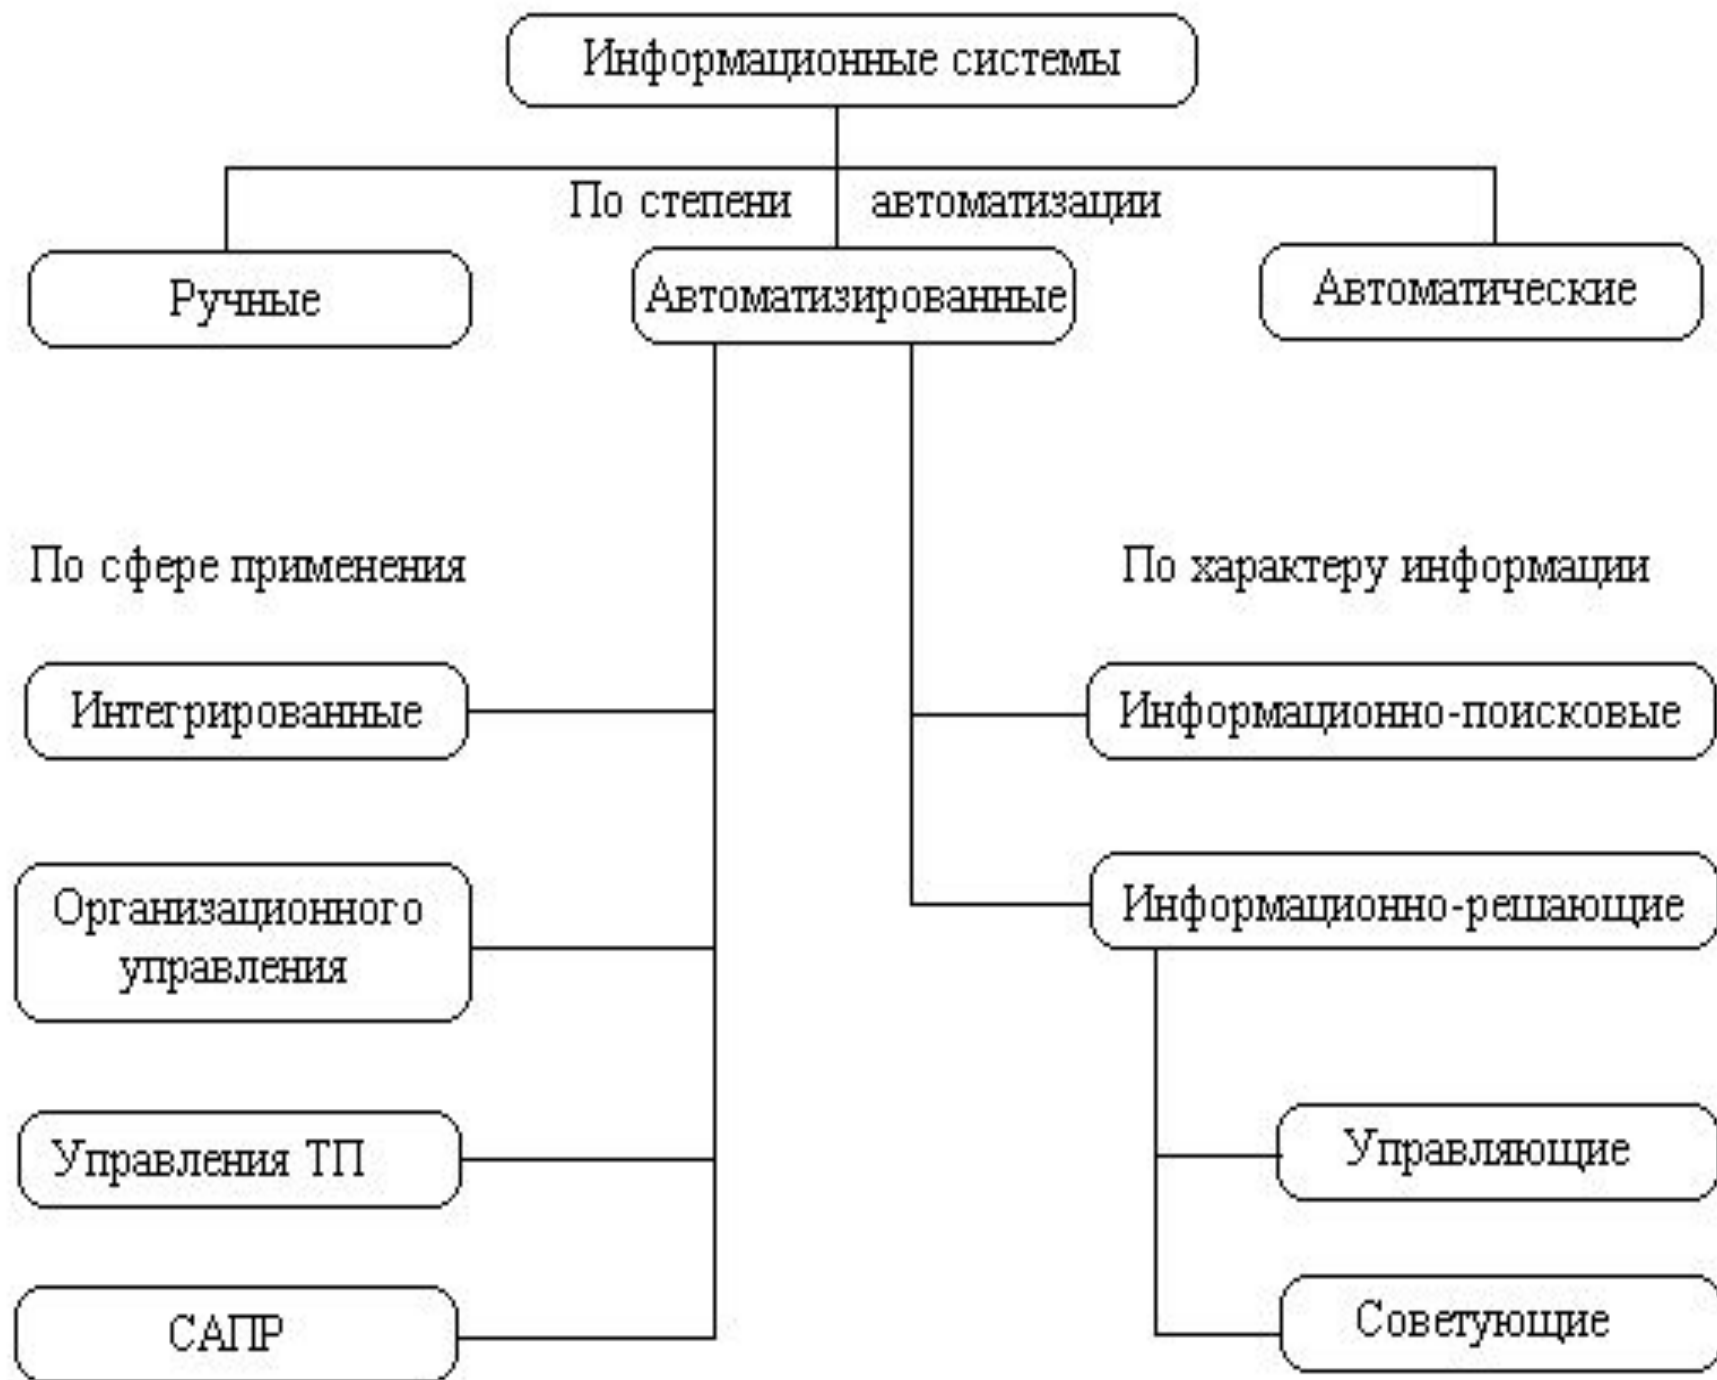 Информационные системы
По степени автоматизации
Ручные
Автоматизированные
Автоматические
По сфере применения
По характеру информации
Интегрированные
Информационно-поисковые
Организационного
управления
Информационно-решающие
Управления ТП
Управляющие
САПР
Советующие